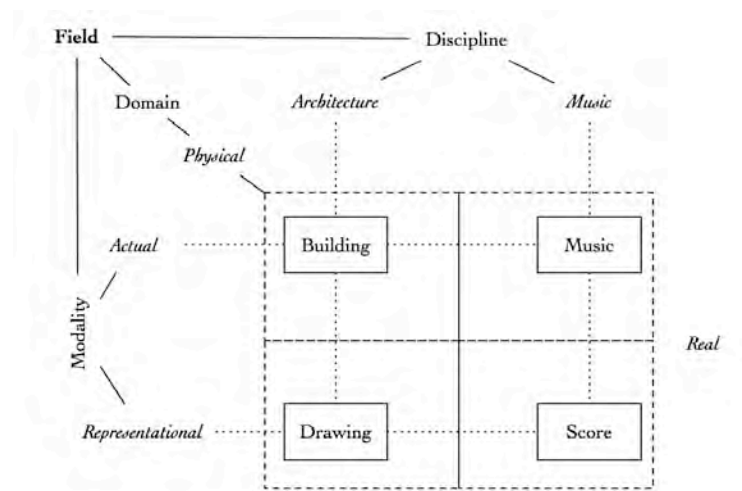 Field
Discipline
Domain
Architecture
Music
Physical
Actual
Building
Music
Modality
Real
Representational
Drawing
Score